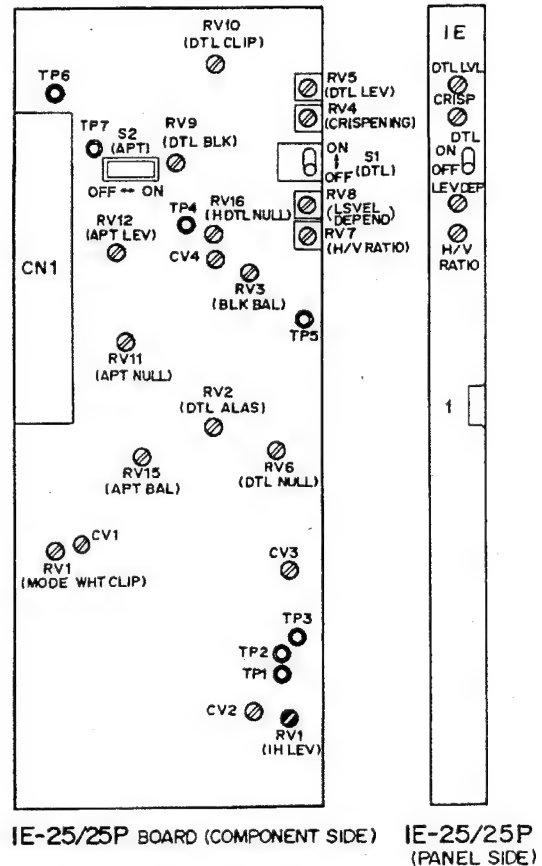 RV10
(DTL CLIP)
TP6
RV5
(DTL LEV)
RV4
(CRISPENING)
TP7
S2
(APT)
RV9
(DTL BLK)
ON
OFF
S1
(DTL)
OFF ↔ ON
RV8
(LSVEL
DEPEND)
TP4
RV16
(H DTL NULL)
RV12
(APT LEV)
RV7
(H/V RATIO)
CN1
CV4
RV3
(BLK BAL)
TP5
RV11
(APT NULL)
RV2
(DTL ALAS)
RV15
(APT BAL)
RV6
(DTL NULL)
CV1
RV1
(MODE WHT CLIP)
CV3
TP3
TP2
TP1
CV2
RV1
(IH LEV)
IE-25/25P BOARD (COMPONENT SIDE)
IE
DTL LVL
CRISP
DTL
ON
OFF
LEV DEP
H/V
RATIO
1
IE-25/25P
(PANEL SIDE)